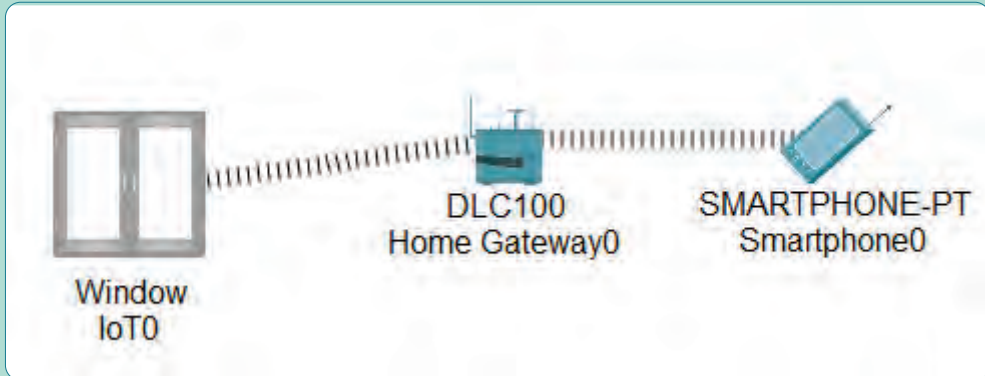 Window
IoT0
DLC100
Home Gateway0
SMARTPHONE-PT
Smartphone0